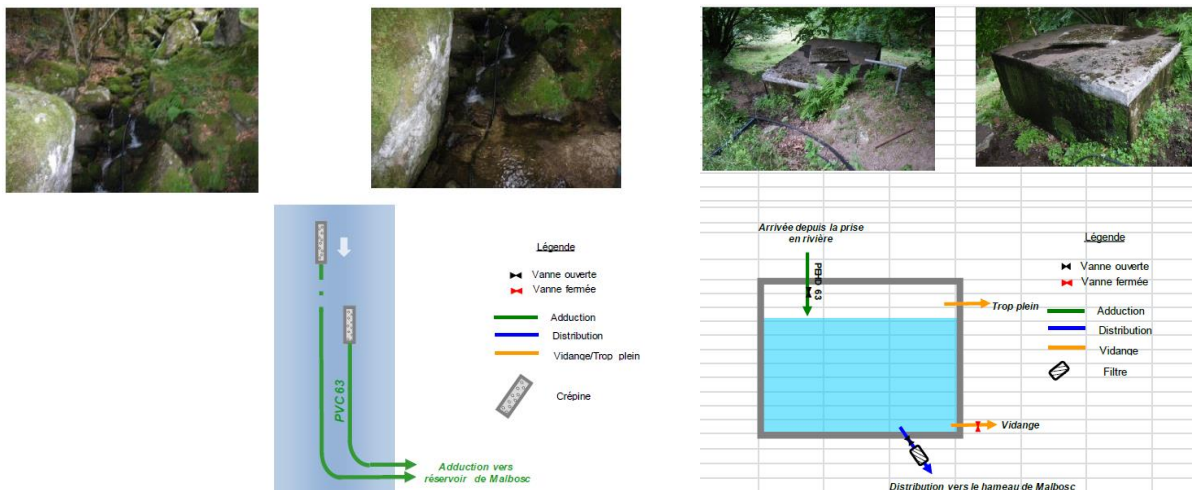 Légende
Vanne ouverte
Vanne fermée
Adduction
Distribution
Vidange/Trop plein
Crépine
PVC 63
Adduction vers
réservoir de Malbosc
Arrivée depuis la prise
en rivière
PEHD 63
Trop plein
Vidange
Distribution vers le hameau de Malbosc
Légende
Vanne ouverte
Vanne fermée
Adduction
Distribution
Vidange
Filtre